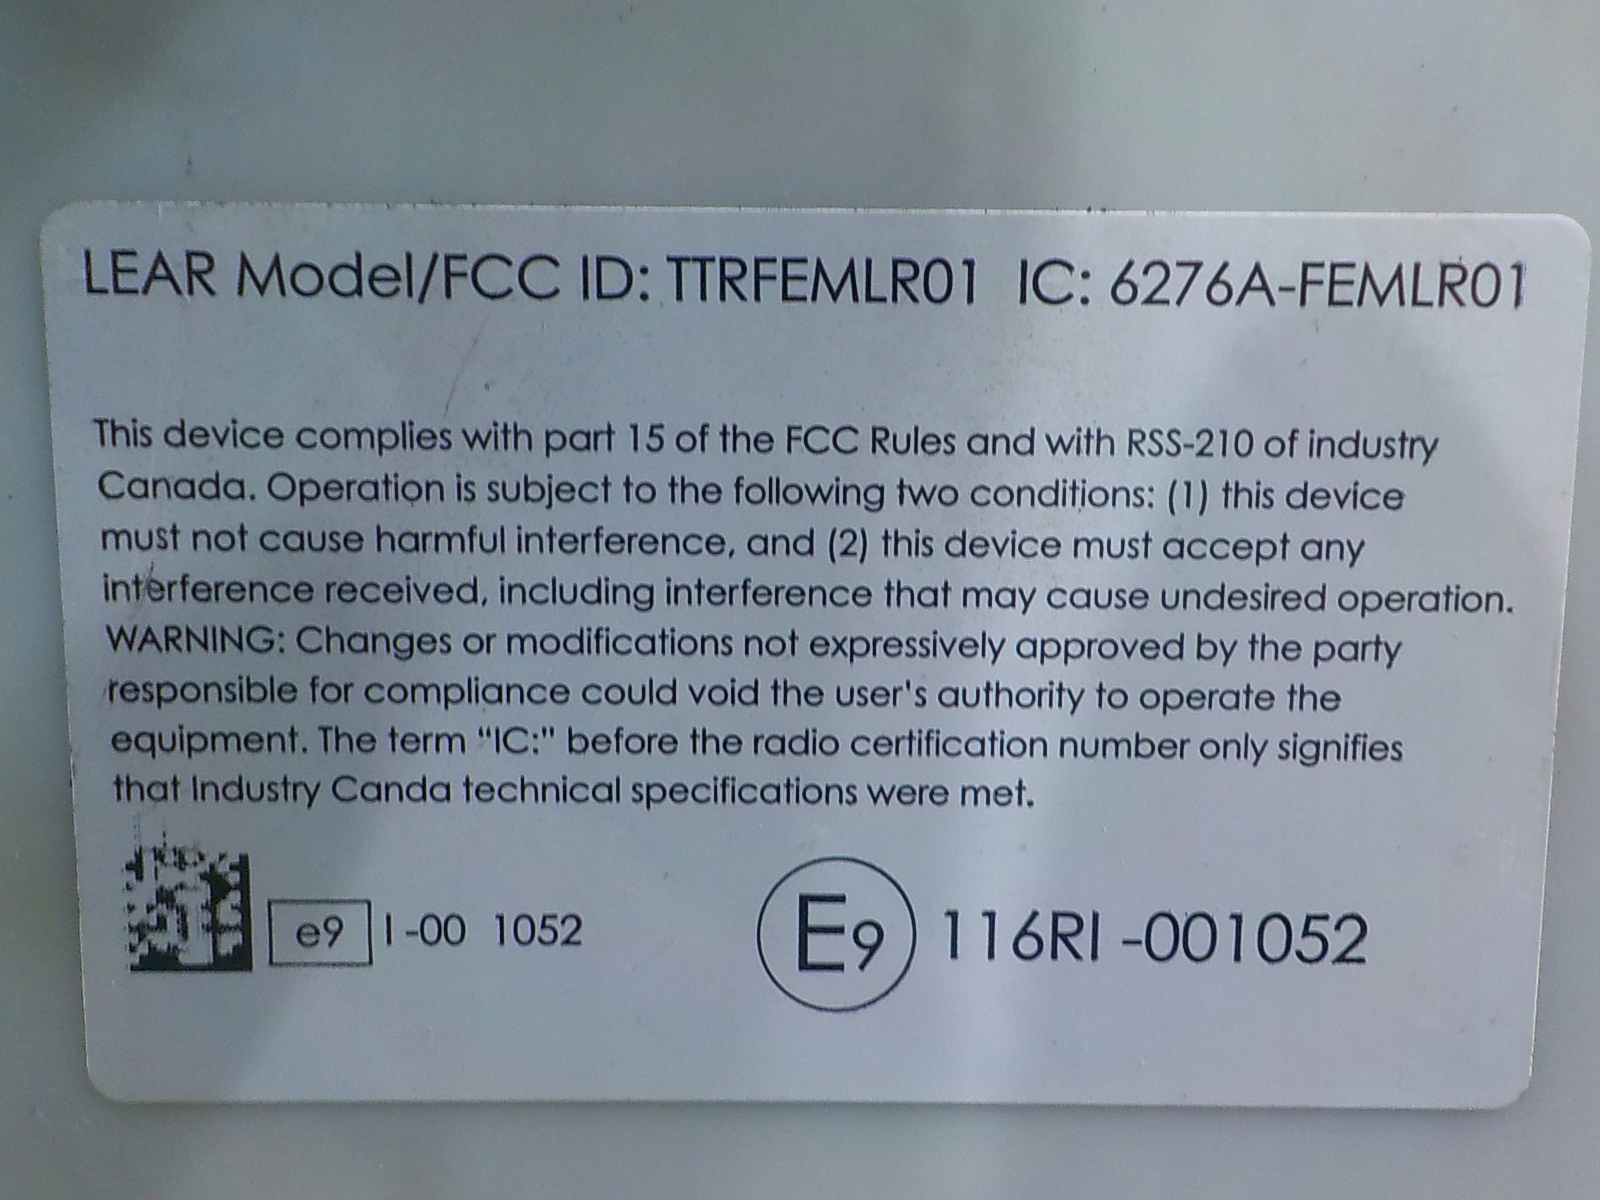 LEAR Model/FCC ID: TTRFEMLR01 IC: 6276A-FEMLR01
This device complies with part 15 of the FCC Rules and with RSS-210 of industry
Canada. Operation is subject to the following two conditions: (1) this device
must not cause harmful interference, and (2) this device must accept any
interference received, including interference that may cause undesired operation.
WARNING: Changes or modifications not expressively approved by the party
responsible for compliance could void the user's authority to operate the
equipment. The term “IC:" before the radio certification number only signifies
that Industry Canda technical specifications were met.
e9 I-00 1052 E9 116RI -001052